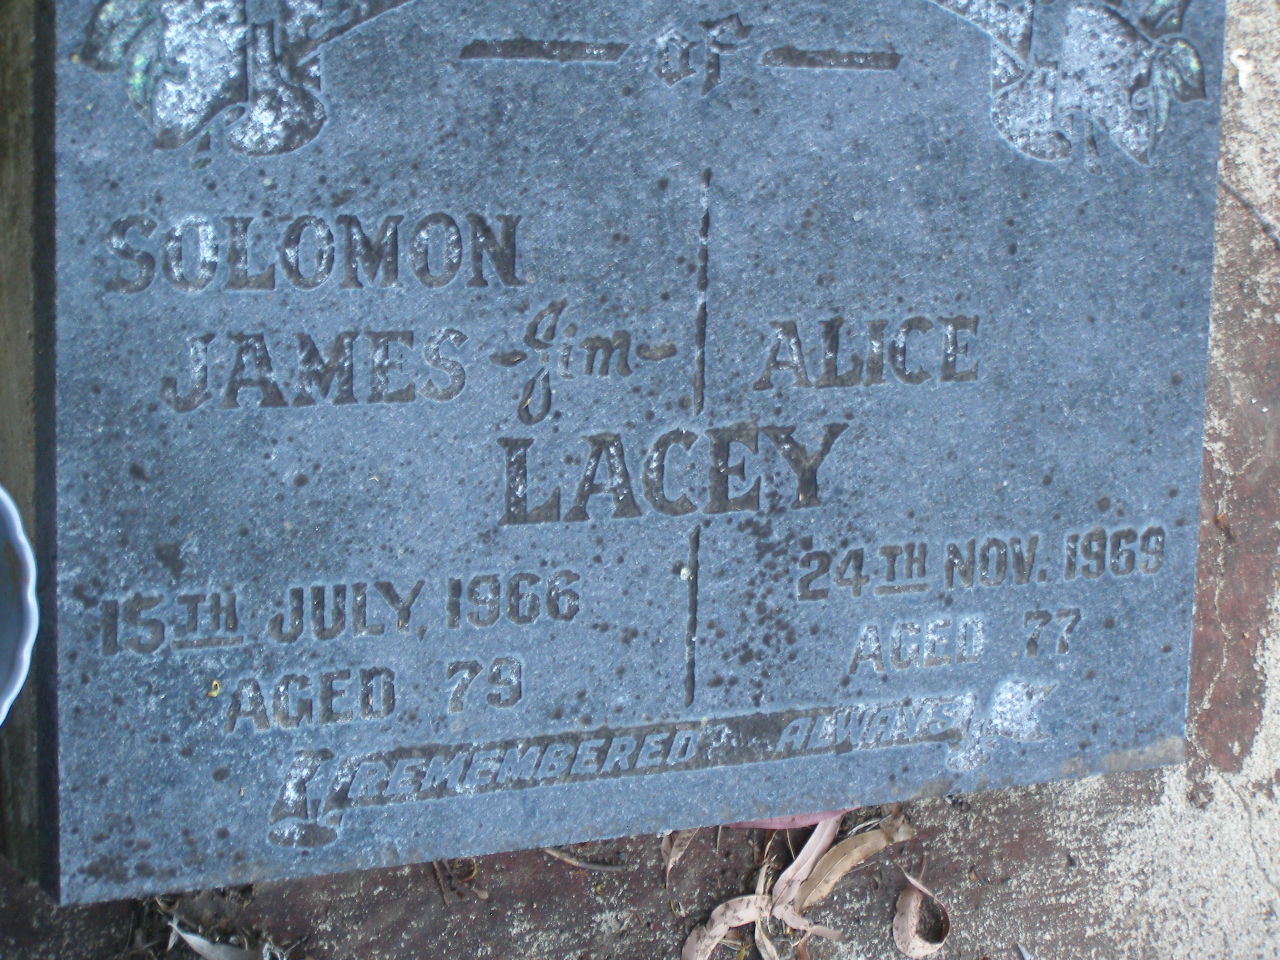 — of —
SOLOMON
JAMES -Jim- ALICE
LACEY
15TH JULY 1966 24TH NOV. 1969
AGED 79 AGED 77
REMEMBERED ALWAYS